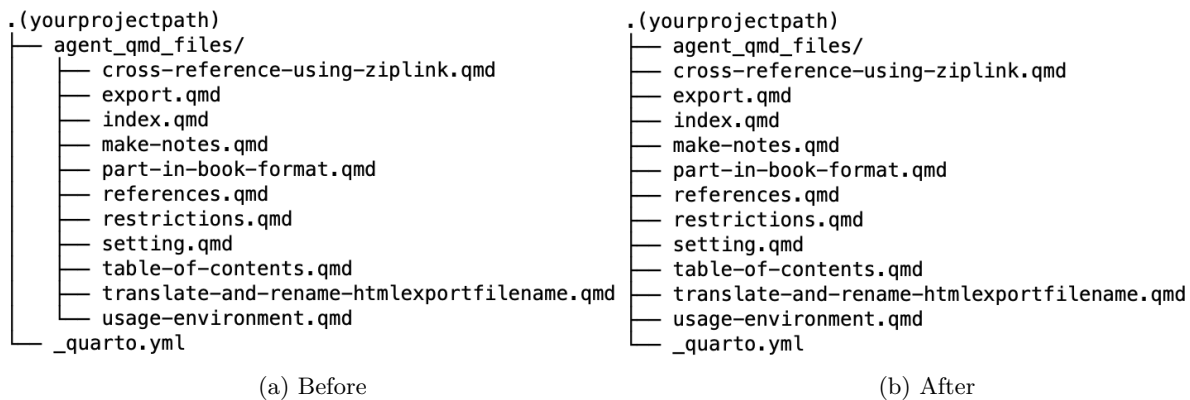 .(yourprojectpath)
├── agent_qmd_files/
│   ├── cross-reference-using-ziplink.qmd
│   ├── export.qmd
│   ├── index.qmd
│   ├── make-notes.qmd
│   ├── part-in-book-format.qmd
│   ├── references.qmd
│   ├── restrictions.qmd
│   ├── setting.qmd
│   ├── table-of-contents.qmd
│   ├── translate-and-rename-htmlexportfilename.qmd
│   └── usage-environment.qmd
└── _quarto.yml
(a) Before
.(yourprojectpath)
├── agent_qmd_files/
├── cross-reference-using-ziplink.qmd
├── export.qmd
├── index.qmd
├── make-notes.qmd
├── part-in-book-format.qmd
├── references.qmd
├── restrictions.qmd
├── setting.qmd
├── table-of-contents.qmd
├── translate-and-rename-htmlexportfilename.qmd
├── usage-environment.qmd
└── _quarto.yml
(b) After